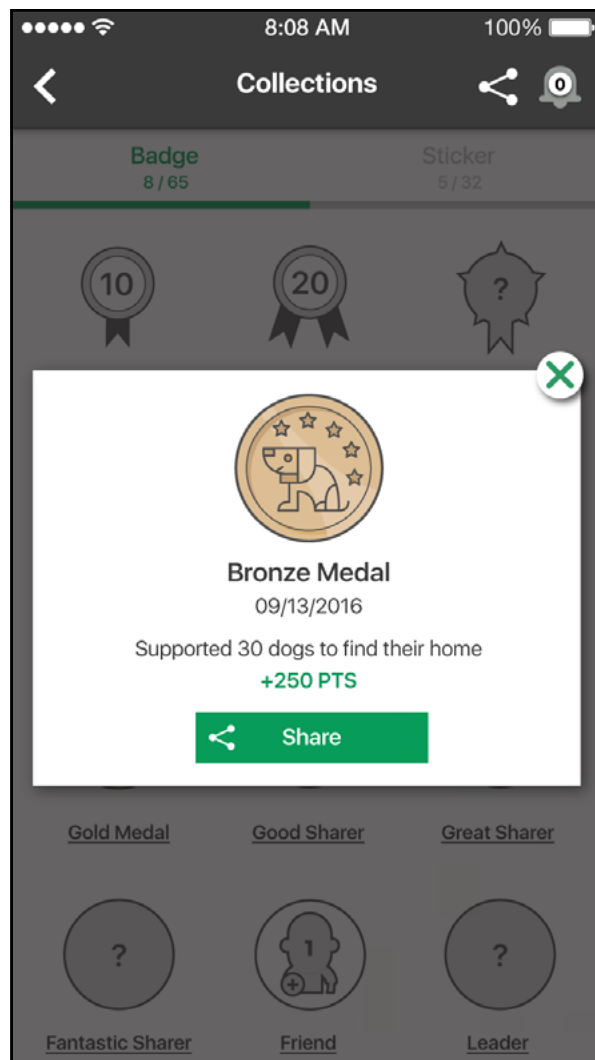 8:08 AM
100%
Collections
0
Badge
8 / 65
Sticker
5 / 32
10
20
?
Bronze Medal
09/13/2016
Supported 30 dogs to find their home
+250 PTS
Share
Gold Medal
Good Sharer
Great Sharer
?
1
?
Fantastic Sharer
Friend
Leader